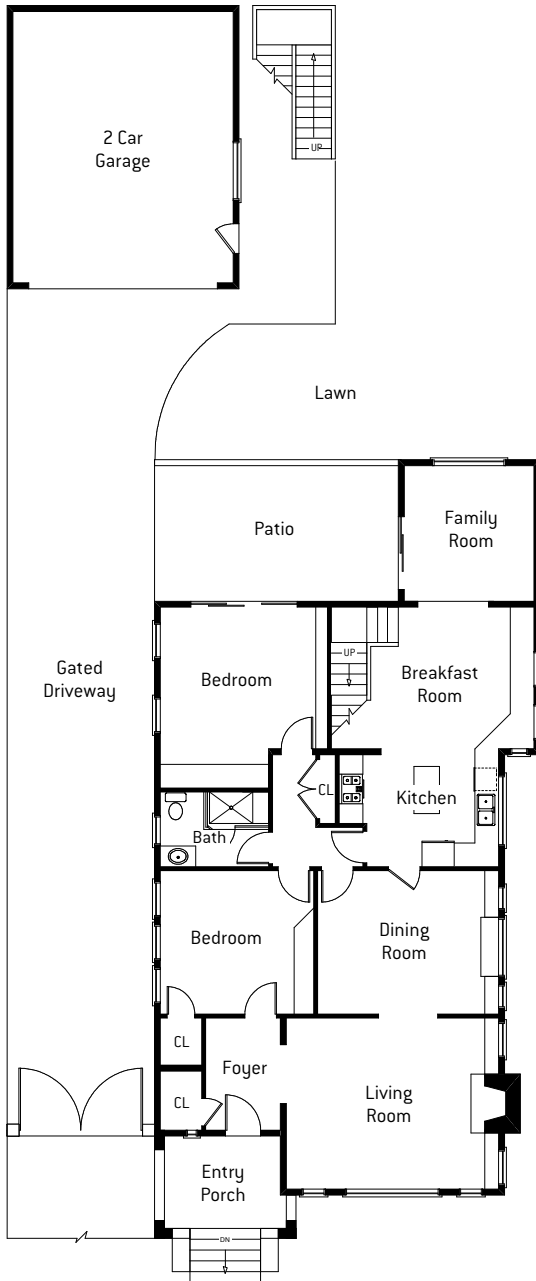 2 Car
Garage
UP
Lawn
Patio
Family
Room
Gated
Driveway
Bedroom
UP
Breakfast
Room
CL
Kitchen
Bath
Bedroom
Dining
Room
CL
Foyer
CL
Living
Room
Entry
Porch
DN